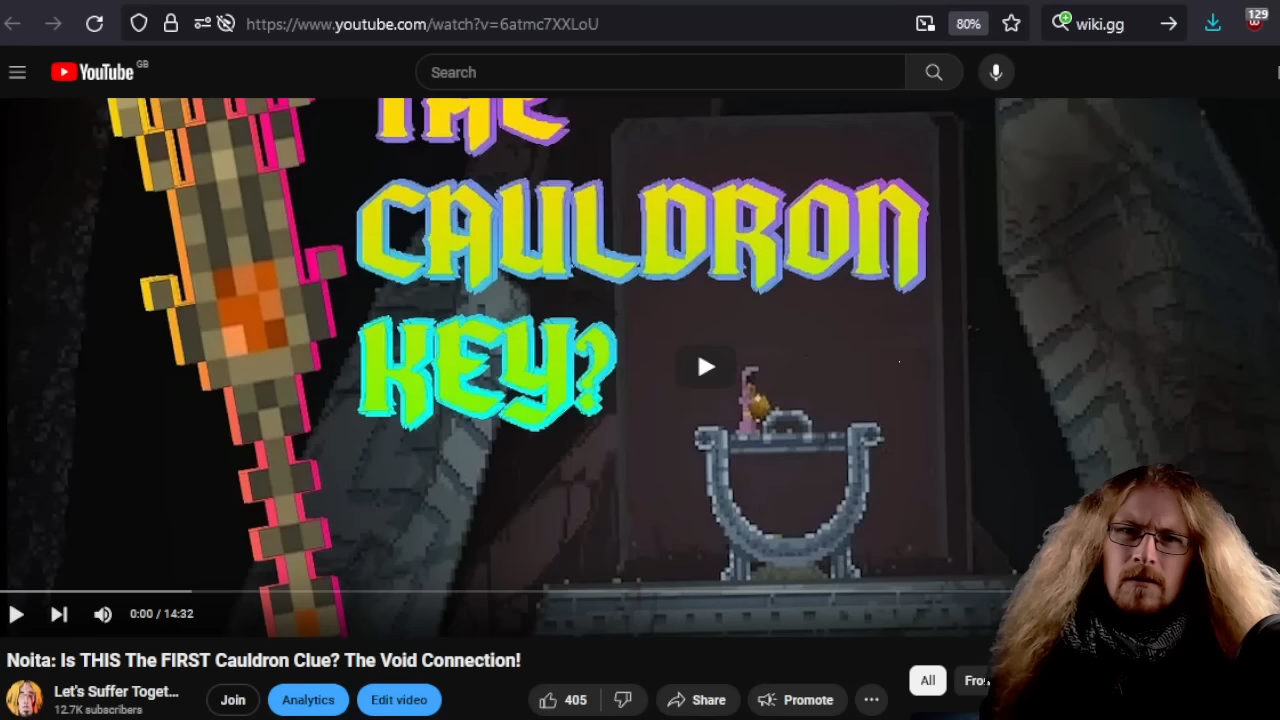 https://www.youtube.com/watch?v=6atmc7XXLoU
80%
wiki.gg
129
YouTube GB
Search
THE
CAULDRON
KEY?
0:00 / 14:32
Noita: Is THIS The FIRST Cauldron Clue? The Void Connection!
Let's Suffer Toget...
12.7K subscribers
Join
Analytics
Edit video
405
Share
Promote
...
All